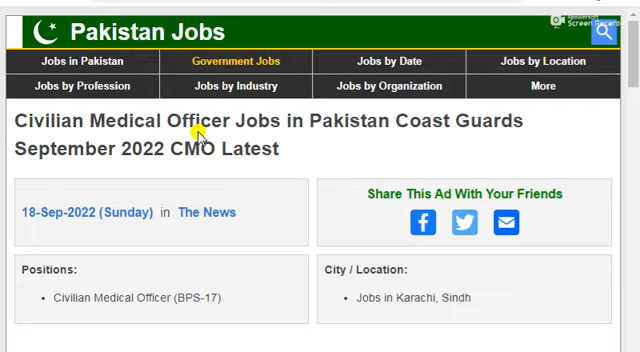 Pakistan Jobs
Apowersoft
Screen Recorder
Jobs in Pakistan
Government Jobs
Jobs by Date
Jobs by Location
Jobs by Profession
Jobs by Industry
Jobs by Organization
More
Civilian Medical Officer Jobs in Pakistan Coast Guards
September 2022 CMO Latest
18-Sep-2022 (Sunday) in The News
Share This Ad With Your Friends
Positions:
• Civilian Medical Officer (BPS-17)
City / Location:
• Jobs in Karachi, Sindh